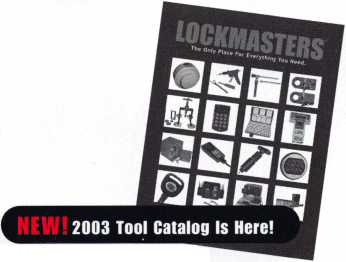 LOCKMASTERS
The Only Place For Everything You Need.
NEW! 2003 Tool Catalog Is Here!